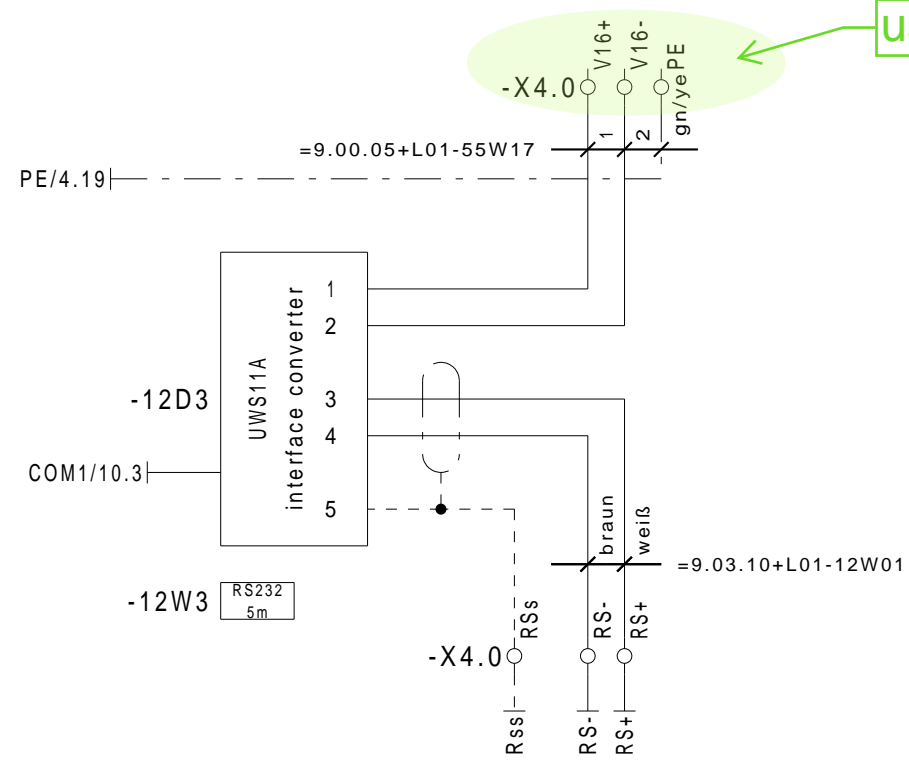 u
V16+
V16-
PE
-X4.0
gn/ye
1
2
=9.00.05+L01-55W17
PE/4.19
UWS11A
interface converter
1
2
3
4
5
-12D3
COM1/10.3
braun
weiß
=9.03.10+L01-12W01
-12W3
RS232
5m
RSs
RS-
RS+
-X4.0
Rss
RS-
RS+